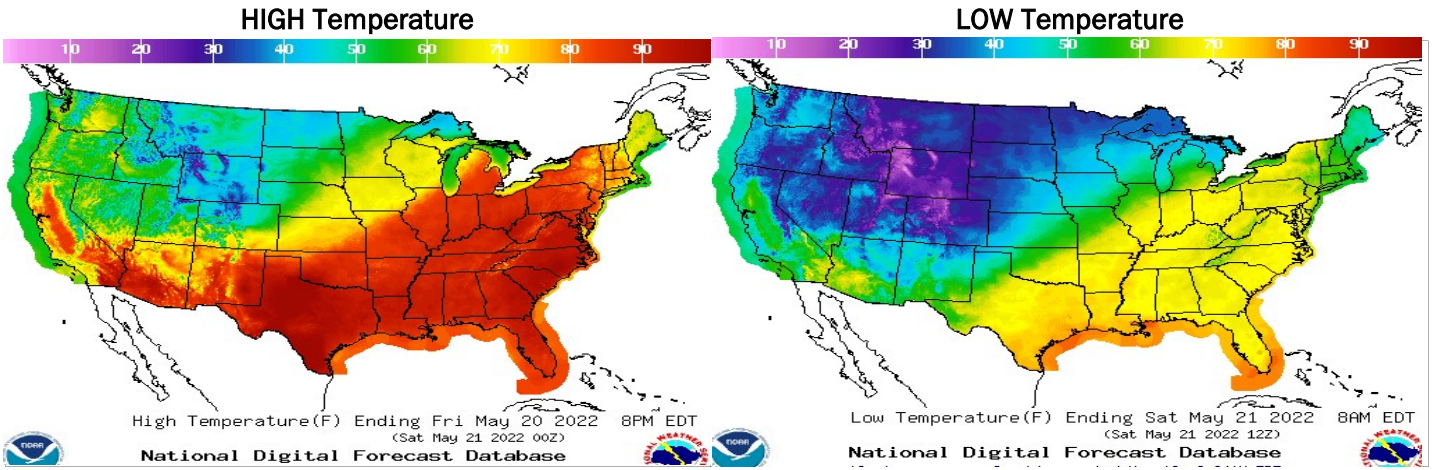 HIGH Temperature
10 20 30 40 50 60 70 80 90
High Temperature(F) Ending Fri May 20 2022 8PM EDT
(Sat May 21 2022 00Z)
National Digital Forecast Database
noaa
LOW Temperature
10 20 30 40 50 60 70 80 90
Low Temperature(F) Ending Sat May 21 2022 8AM EDT
(Sat May 21 2022 12Z)
National Digital Forecast Database
noaa